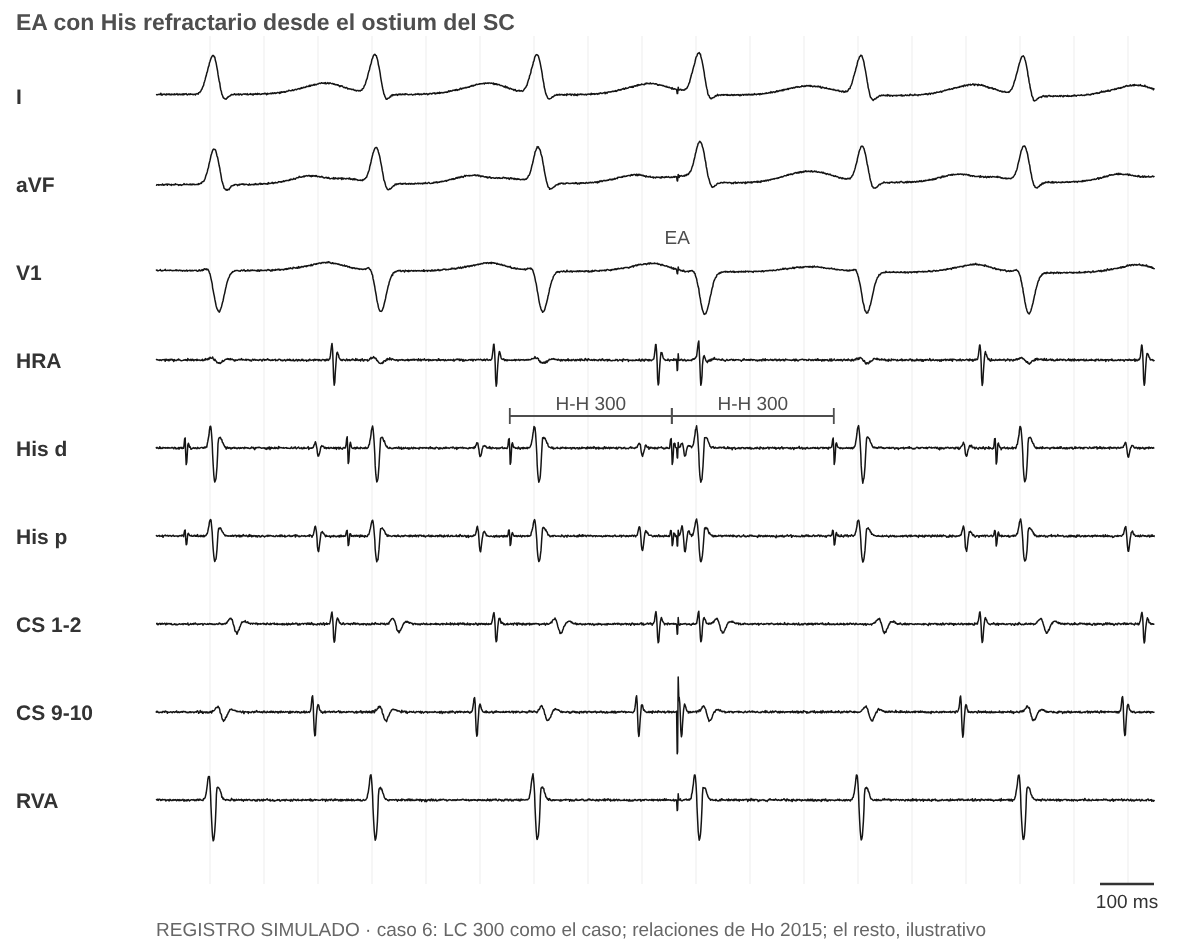 EA con His refractario desde el ostium del SC
I
aVF
EA
V1
HRA
H-H 300 H-H 300
His d
His p
CS 1-2
CS 9-10
RVA
100 ms
REGISTRO SIMULADO · caso 6: LC 300 como el caso; relaciones de Ho 2015; el resto, ilustrativo